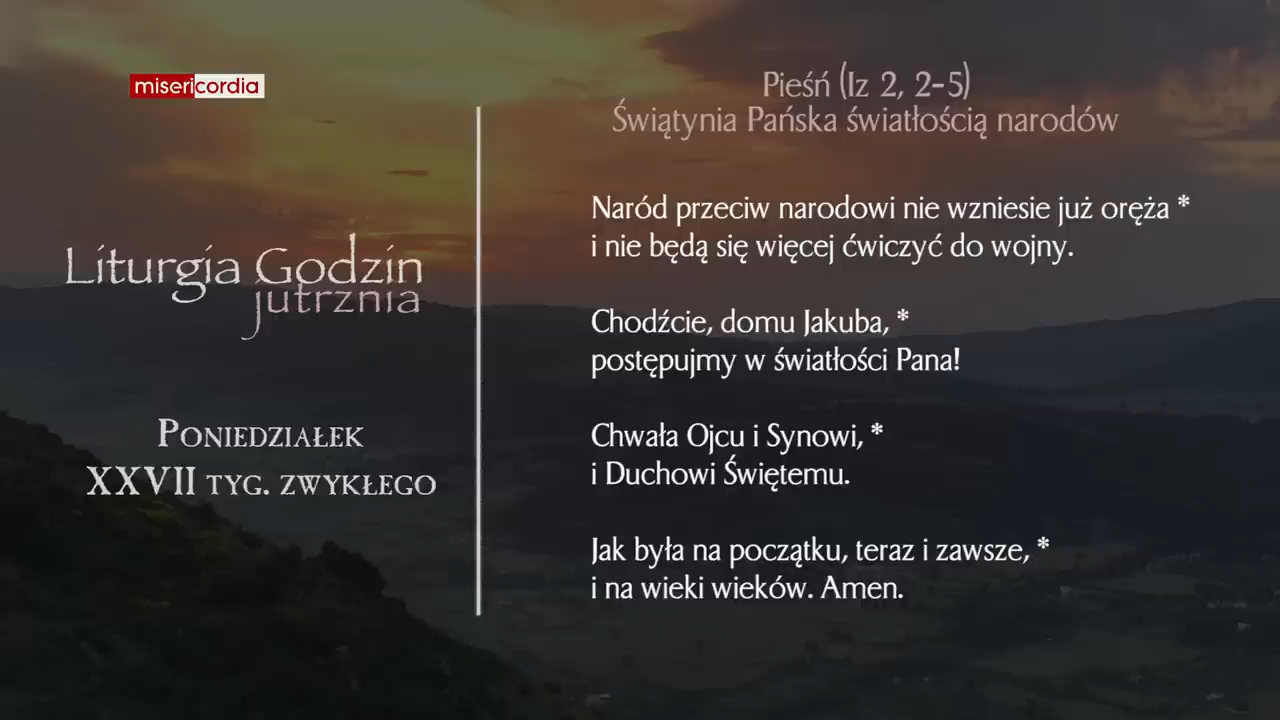 misericordia
Liturgia Godzin
jutrznia
Poniedziałek
XXVII tyg. zwykłego
Pieśń (Iz 2, 2-5)
Świątynia Pańska światłością narodów
Naród przeciw narodowi nie wzniesie już oręża *
i nie będą się więcej ćwiczyć do wojny.
Chodźcie, domu Jakuba, *
postępujmy w światłości Pana!
Chwała Ojcu i Synowi, *
i Duchowi Świętemu.
Jak była na początku, teraz i zawsze, *
i na wieki wieków. Amen.